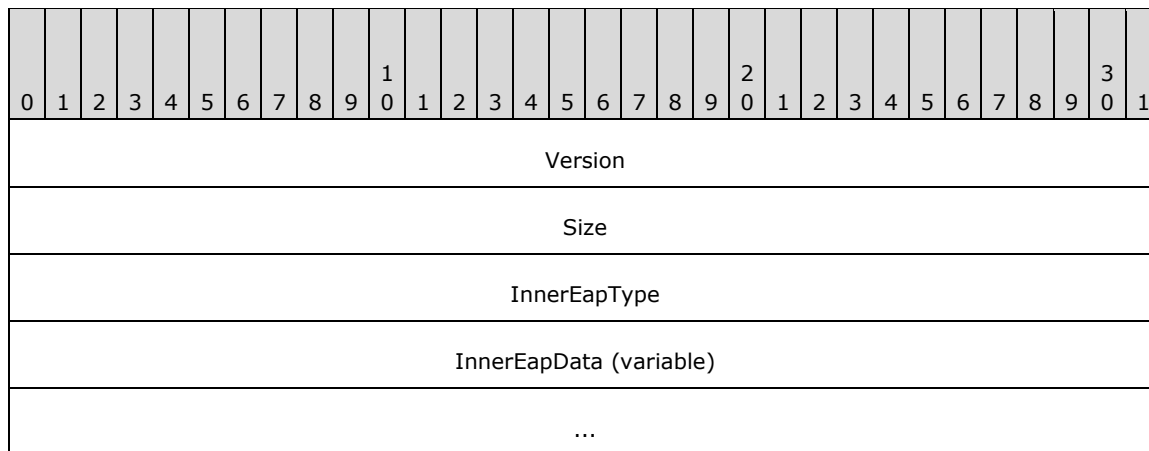 1 2 3
0 1 2 3 4 5 6 7 8 9 0 1 2 3 4 5 6 7 8 9 0 1 2 3 4 5 6 7 8 9 0 1
Version
Size
InnerEapType
InnerEapData (variable)
...